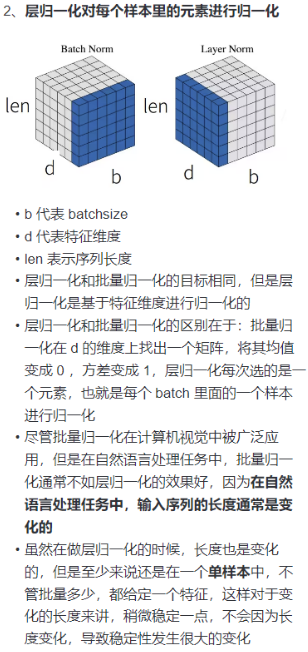 2、层归一化对每个样本里的元素进行归一化
Batch Norm
Layer Norm
len
len
d
b
d
b
• b 代表 batchsize
• d 代表特征维度
• len 表示序列长度
• 层归一化和批量归一化的目标相同，但是层
归一化是基于特征维度进行归一化的
• 层归一化和批量归一化的区别在于：批量归
一化在 d 的维度上找出一个矩阵，将其均值
变成 0 ，方差变成 1，层归一化每次选的是一
个元素，也就是每个 batch 里面的一个样本
进行归一化
• 尽管批量归一化在计算机视觉中被广泛应
用，但是在自然语言处理任务中，批量归一
化通常不如层归一化的效果好，因为在自然
语言处理任务中，输入序列的长度通常是变
化的
• 虽然在做层归一化的时候，长度也是变化
的，但是至少来说还是在一个单样本中，不
管批量多少，都给定一个特征，这样对于变
化的长度来讲，稍微稳定一点，不会因为长
度变化，导致稳定性发生很大的变化